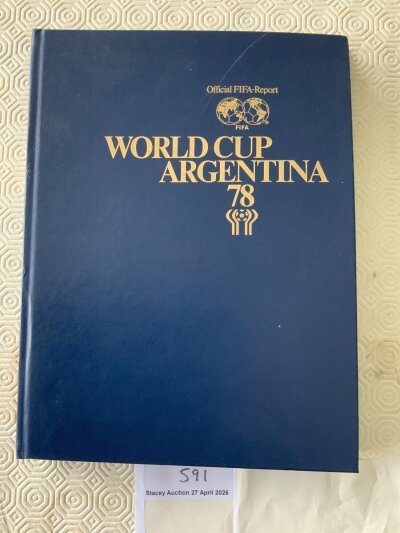 Official FIFA-Report
FIFA
WORLD CUP
ARGENTINA
78
591
Stacey Auction 27 April 2026